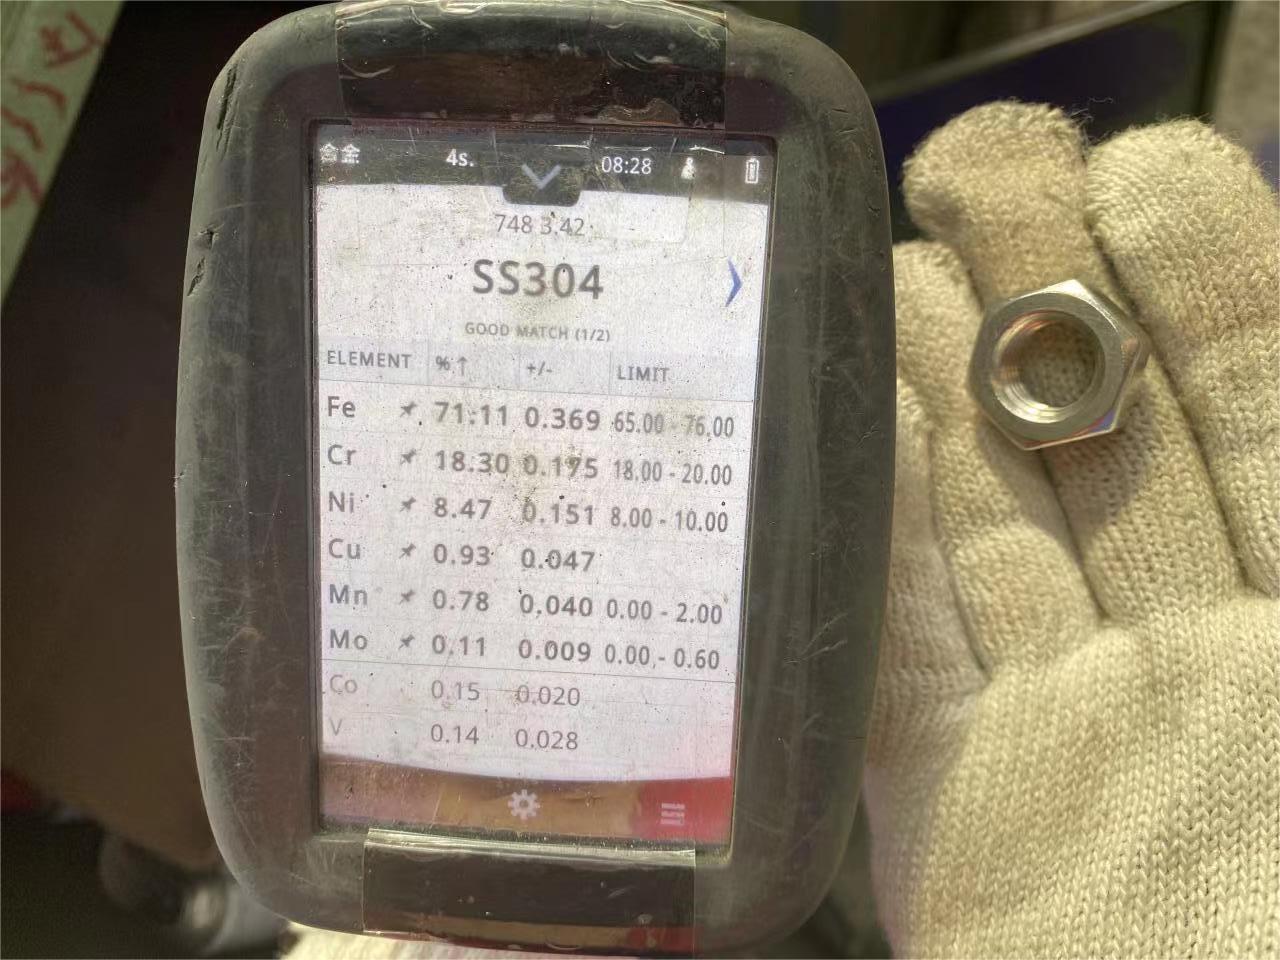 合金 4s. 08:28
748 3.42
SS304
GOOD MATCH (1/2)
ELEMENT % ↑ +/- LIMIT
Fe 71.11 0.369 65.00 - 76.00
Cr 18.30 0.175 18.00 - 20.00
Ni 8.47 0.151 8.00 - 10.00
Cu 0.93 0.047
Mn 0.78 0.040 0.00 - 2.00
Mo 0.11 0.009 0.00 - 0.60
Co 0.15 0.020
V 0.14 0.028